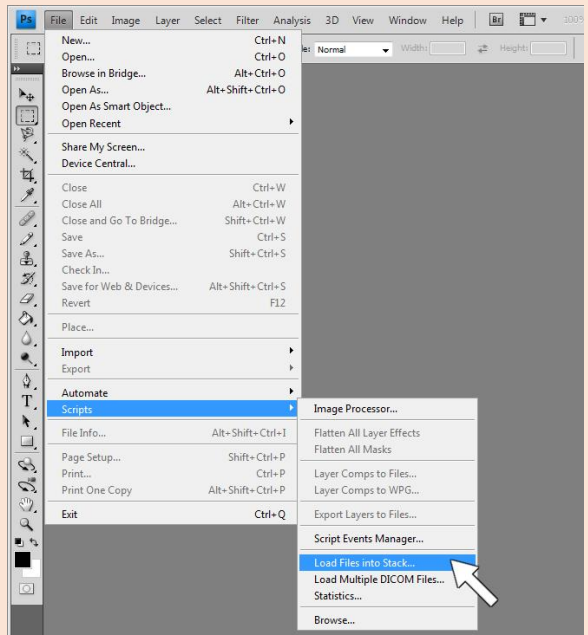 Ps File Edit Image Layer Select Filter Analysis 3D View Window Help Br 100%
Normal Width: Height:
New... Ctrl+N
Open... Ctrl+O
Browse in Bridge... Alt+Ctrl+O
Open As... Alt+Shift+Ctrl+O
Open As Smart Object...
Open Recent
Share My Screen...
Device Central...
Close Ctrl+W
Close All Alt+Ctrl+W
Close and Go To Bridge... Shift+Ctrl+W
Save Ctrl+S
Save As... Shift+Ctrl+S
Check In...
Save for Web & Devices... Alt+Shift+Ctrl+S
Revert F12
Place...
Import
Export
Automate
Scripts
File Info... Alt+Shift+Ctrl+I
Page Setup... Shift+Ctrl+P
Print... Ctrl+P
Print One Copy Alt+Shift+Ctrl+P
Exit Ctrl+Q
Image Processor...
Flatten All Layer Effects
Flatten All Masks
Layer Comps to Files...
Layer Comps to WPG...
Export Layers to Files...
Script Events Manager...
Load Files into Stack...
Load Multiple DICOM Files...
Statistics...
Browse...